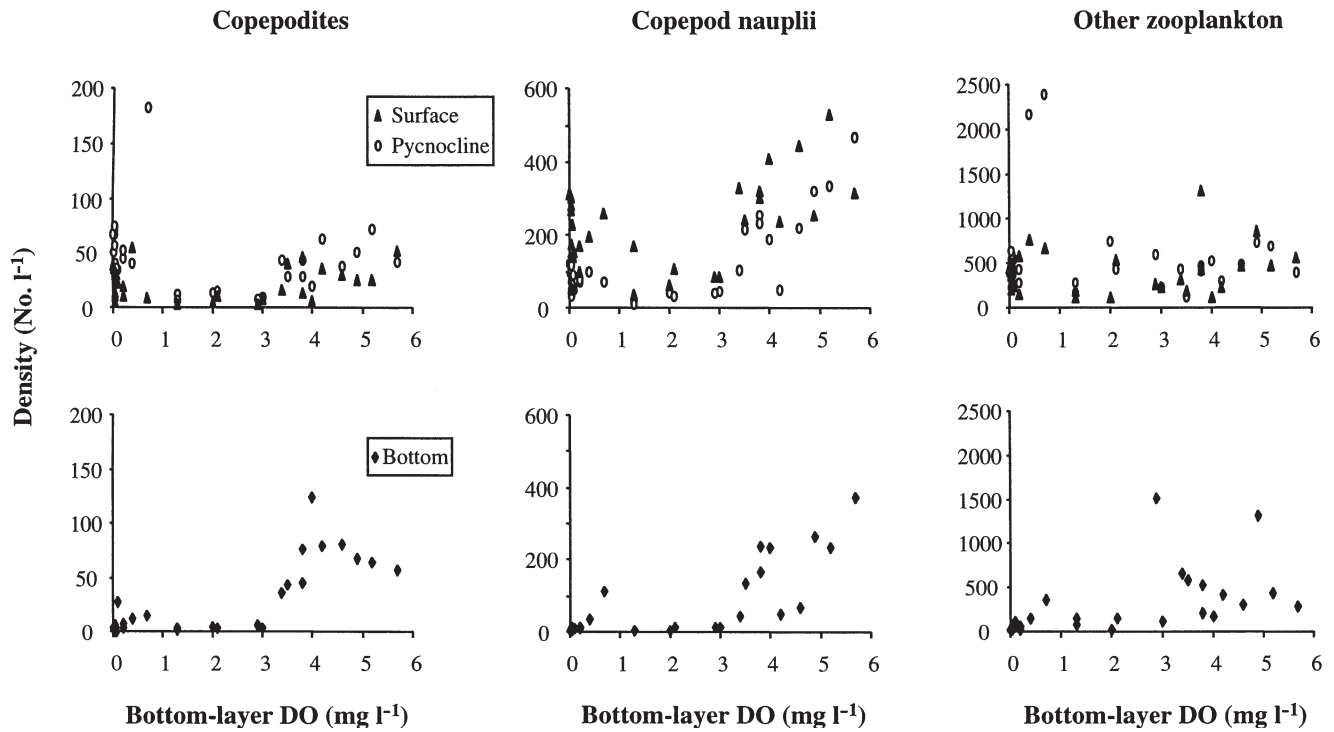 Copepodites
Copepod nauplii
Other zooplankton
Density (No. l⁻¹)
200
150
100
50
0
0 1 2 3 4 5 6
Surface
Pycnocline
600
400
200
0
0 1 2 3 4 5 6
2500
2000
1500
1000
500
0
0 1 2 3 4 5 6
200
150
100
50
0
0 1 2 3 4 5 6
Bottom
600
400
200
0
0 1 2 3 4 5 6
2500
2000
1500
1000
500
0
0 1 2 3 4 5 6
Bottom-layer DO (mg l⁻¹)
Bottom-layer DO (mg l⁻¹)
Bottom-layer DO (mg l⁻¹)